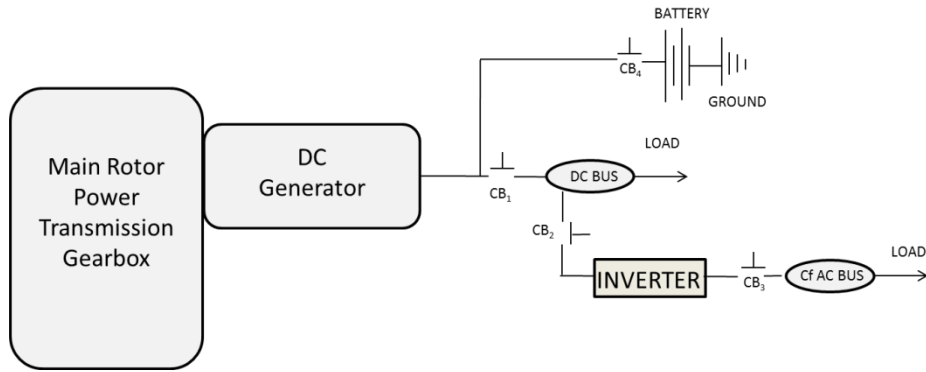 Main Rotor
Power
Transmission
Gearbox
DC
Generator
BATTERY
CB₄
GROUND
LOAD
CB₁
DC BUS
CB₂
INVERTER
CB₃
Cf AC BUS
LOAD